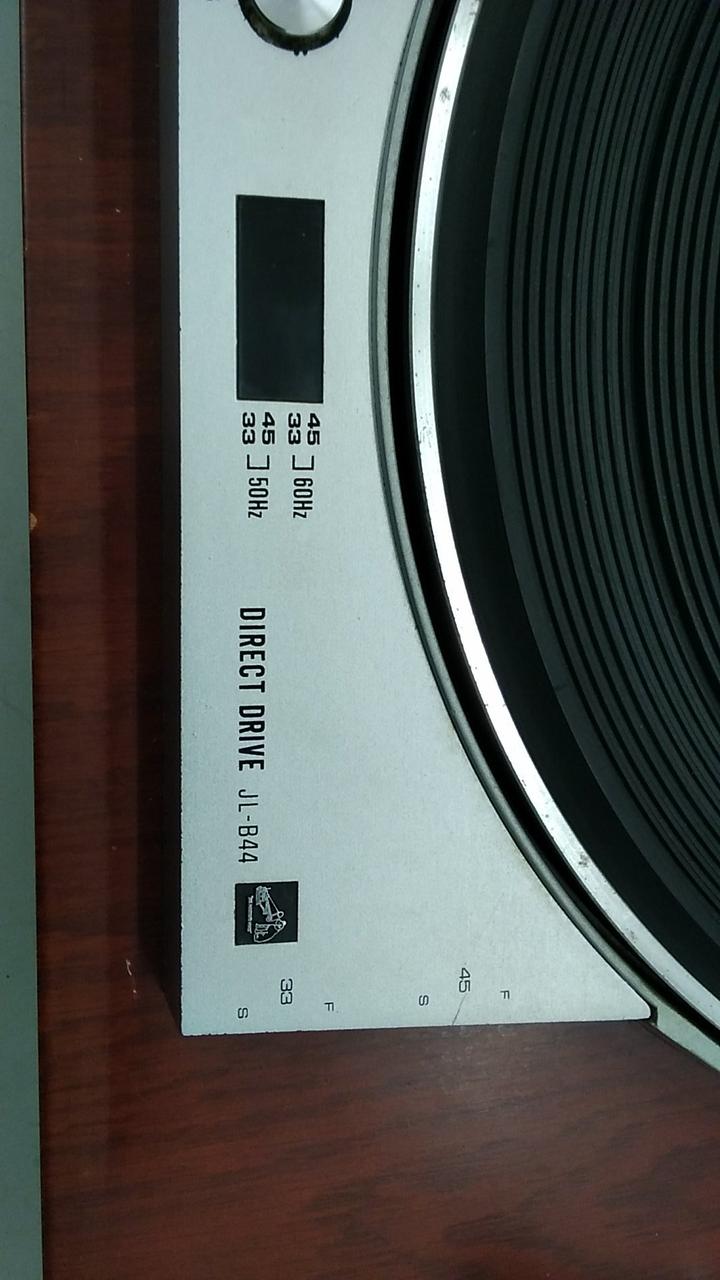 45
33
60Hz
45
33
50Hz
DIRECT DRIVE JL-B44
S 33 F
S 45 F